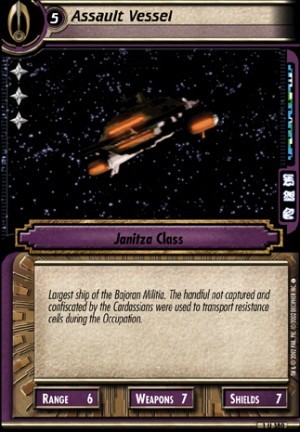 5 Assault Vessel
Janitza Class
Largest ship of the Bajoran Militia. The handful not captured and
confiscated by the Cardassians were used to transport resistance
cells during the Occupation.
RANGE 6 WEAPONS 7 SHIELDS 7